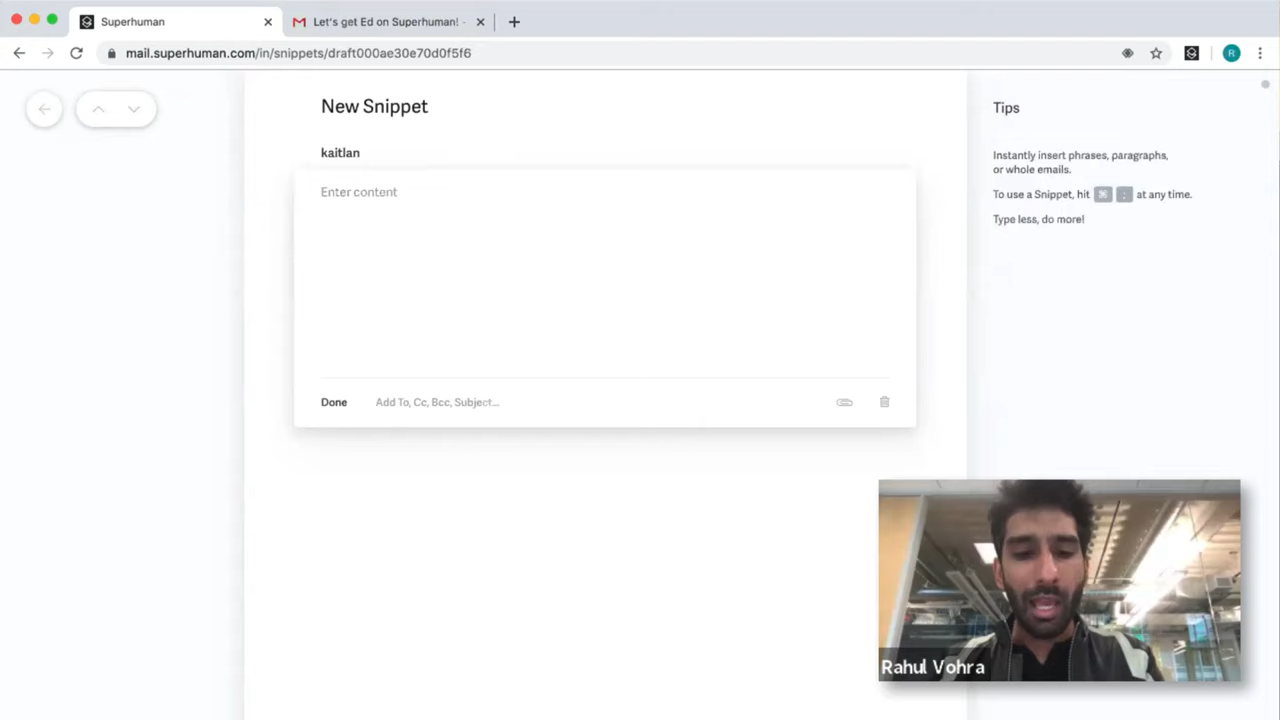 Superhuman
Let's get Ed on Superhuman! -
mail.superhuman.com/in/snippets/draft000ae30e70d0f5f6
R
New Snippet
kaitlan
Enter content
Done
Add To, Cc, Bcc, Subject...
Tips
Instantly insert phrases, paragraphs,
or whole emails.
To use a Snippet, hit ⌘ ; at any time.
Type less, do more!
Rahul Vohra